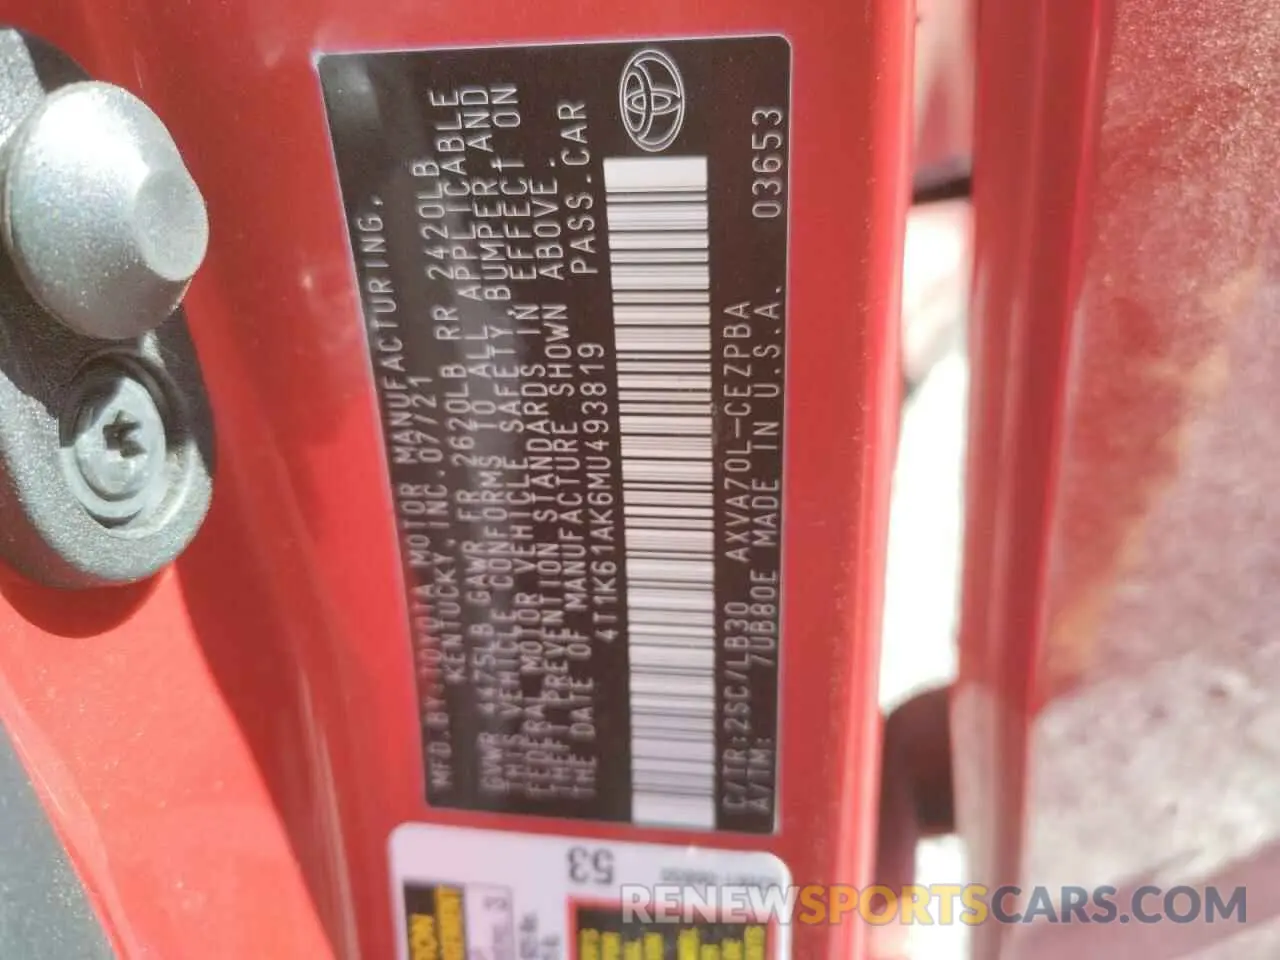 MFD.BY:TOYOTA MOTOR MANUFACTURING,
KENTUCKY,INC.07/21
GVWR 4475LB GAWR FR 2620LB RR 2420LB
THIS VEHICLE CONFORMS TO ALL APPLICABLE
FEDERAL MOTOR VEHICLE SAFETY,BUMPER AND
THEFT PREVENTION STANDARDS IN EFFECT ON
THE DATE OF MANUFACTURE SHOWN ABOVE.
4T1K61AK6MU493819 PASS.CAR
C/TR:2SC/LB30 AXVA70L-CEZPBA 03653
A/TM: 7UB80E MADE IN U.S.A.
53
RENEWSPORTSCARS.COM